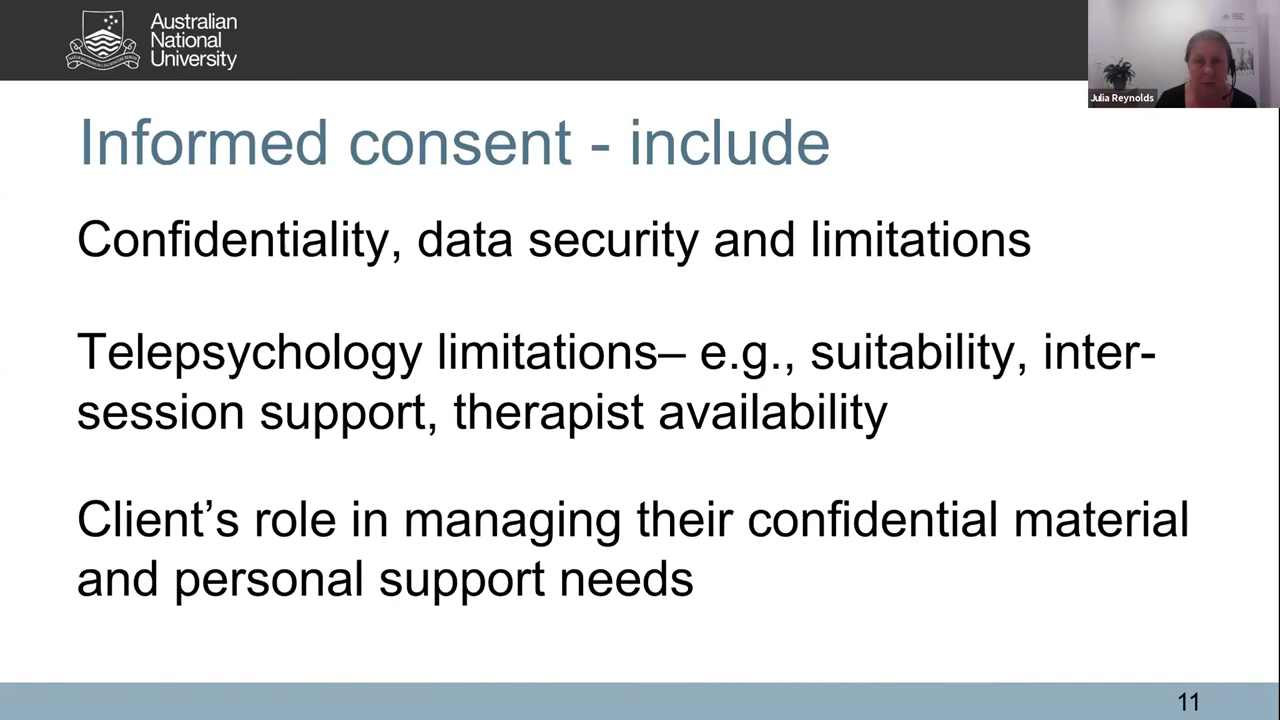 Australian
National
University
Julia Reynolds
Informed consent - include
Confidentiality, data security and limitations
Telepsychology limitations– e.g., suitability, inter-
session support, therapist availability
Client’s role in managing their confidential material
and personal support needs
11